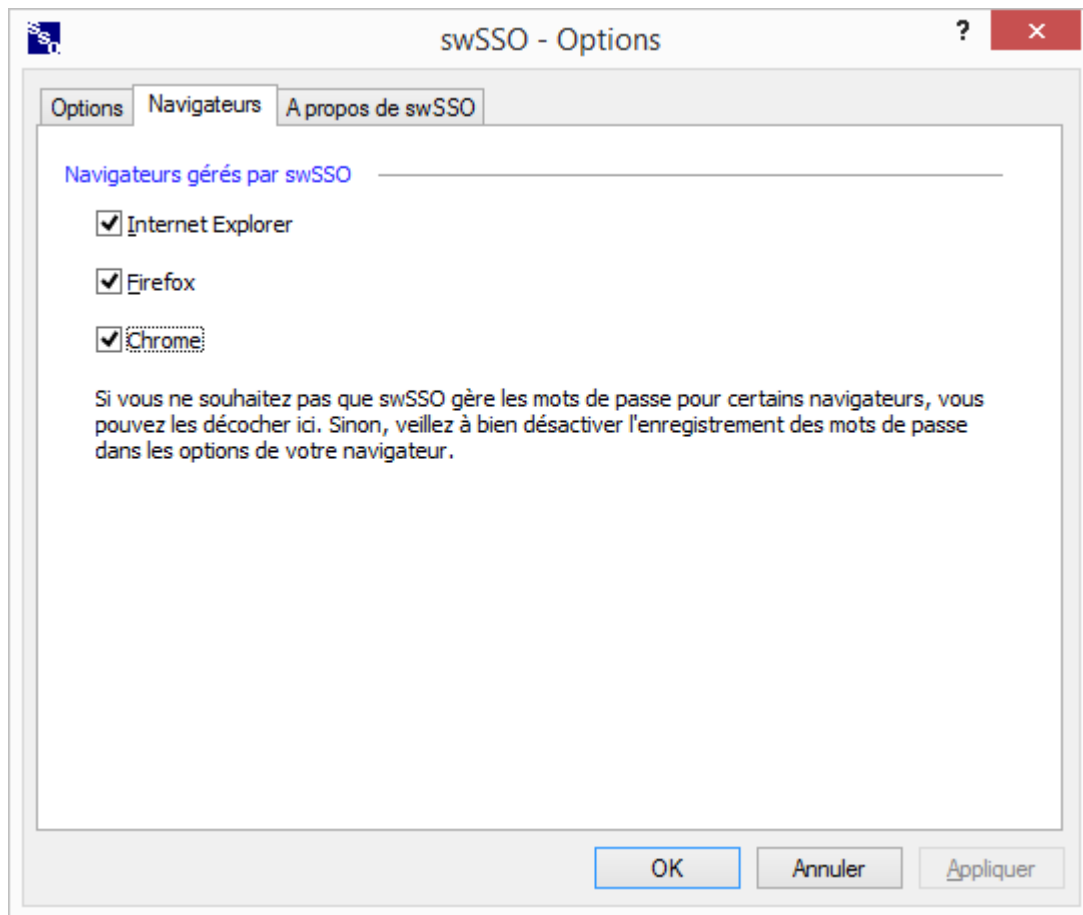 swSSO - Options
?
Options Navigateurs A propos de swSSO
Navigateurs gérés par swSSO
Internet Explorer
Firefox
Chrome
Si vous ne souhaitez pas que swSSO gère les mots de passe pour certains navigateurs, vous
pouvez les décocher ici. Sinon, veillez à bien désactiver l'enregistrement des mots de passe
dans les options de votre navigateur.
OK Annuler Appliquer